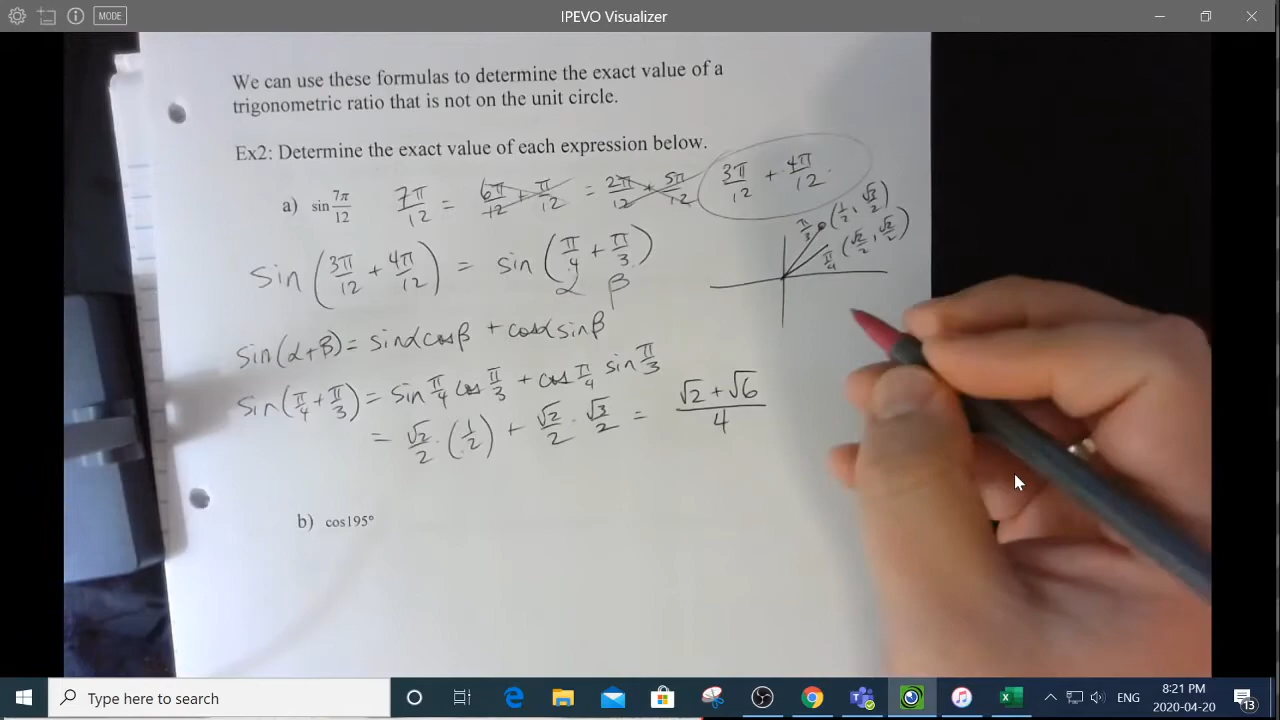 IPEVO Visualizer
MODE
We can use these formulas to determine the exact value of a
trigonometric ratio that is not on the unit circle.
Ex2: Determine the exact value of each expression below.
a) sin 7π/12   7π/12 = 6π/12 + π/12 = 2π/12 + 5π/12   3π/12 + 4π/12
π/3 (1/2, √3/2)
π/4 (√2/2, √2/2)
sin(3π/12 + 4π/12) = sin(π/4 + π/3)
α β
sin(α+β) = sinαcosβ + cosαsinβ
sin(π/4 + π/3) = sin π/4 cos π/3 + cos π/4 sin π/3
= √2/2 · (1/2) + √2/2 · √3/2 = (√2 + √6)/4
b) cos195°
Type here to search
ENG
8:21 PM
2020-04-20
13